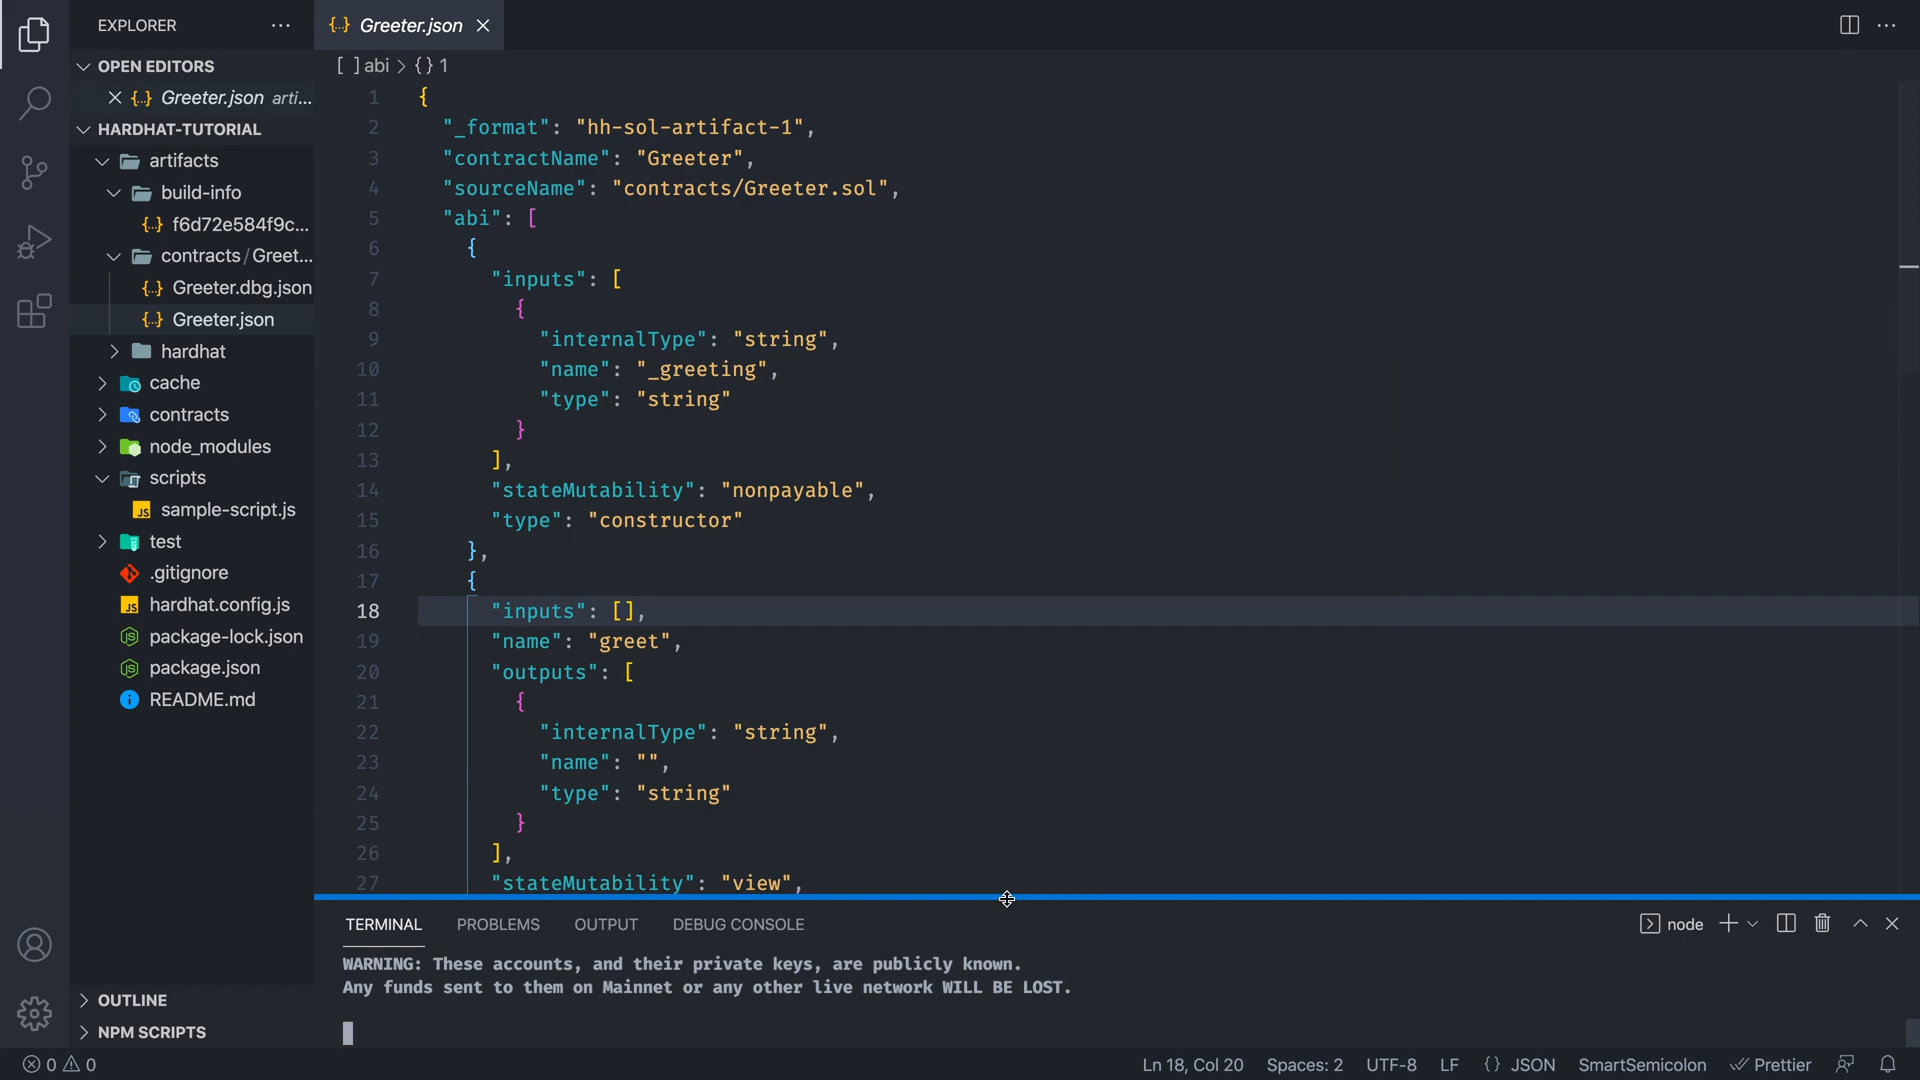 EXPLORER
OPEN EDITORS
Greeter.json arti...
HARDHAT-TUTORIAL
artifacts
build-info
f6d72e584f9c...
contracts / Greet...
Greeter.dbg.json
Greeter.json
hardhat
cache
contracts
node_modules
scripts
sample-script.js
test
.gitignore
hardhat.config.js
package-lock.json
package.json
README.md
OUTLINE
NPM SCRIPTS
Greeter.json
[ ] abi > {} 1
1 {
2 "_format": "hh-sol-artifact-1",
3 "contractName": "Greeter",
4 "sourceName": "contracts/Greeter.sol",
5 "abi": [
6 {
7 "inputs": [
8 {
9 "internalType": "string",
10 "name": "_greeting",
11 "type": "string"
12 }
13 ],
14 "stateMutability": "nonpayable",
15 "type": "constructor"
16 },
17 {
18 "inputs": [],
19 "name": "greet",
20 "outputs": [
21 {
22 "internalType": "string",
23 "name": "",
24 "type": "string"
25 }
26 ],
27 "stateMutability": "view",
TERMINAL PROBLEMS OUTPUT DEBUG CONSOLE node
WARNING: These accounts, and their private keys, are publicly known.
Any funds sent to them on Mainnet or any other live network WILL BE LOST.
0 0 Ln 18, Col 20 Spaces: 2 UTF-8 LF {} JSON SmartSemicolon Prettier